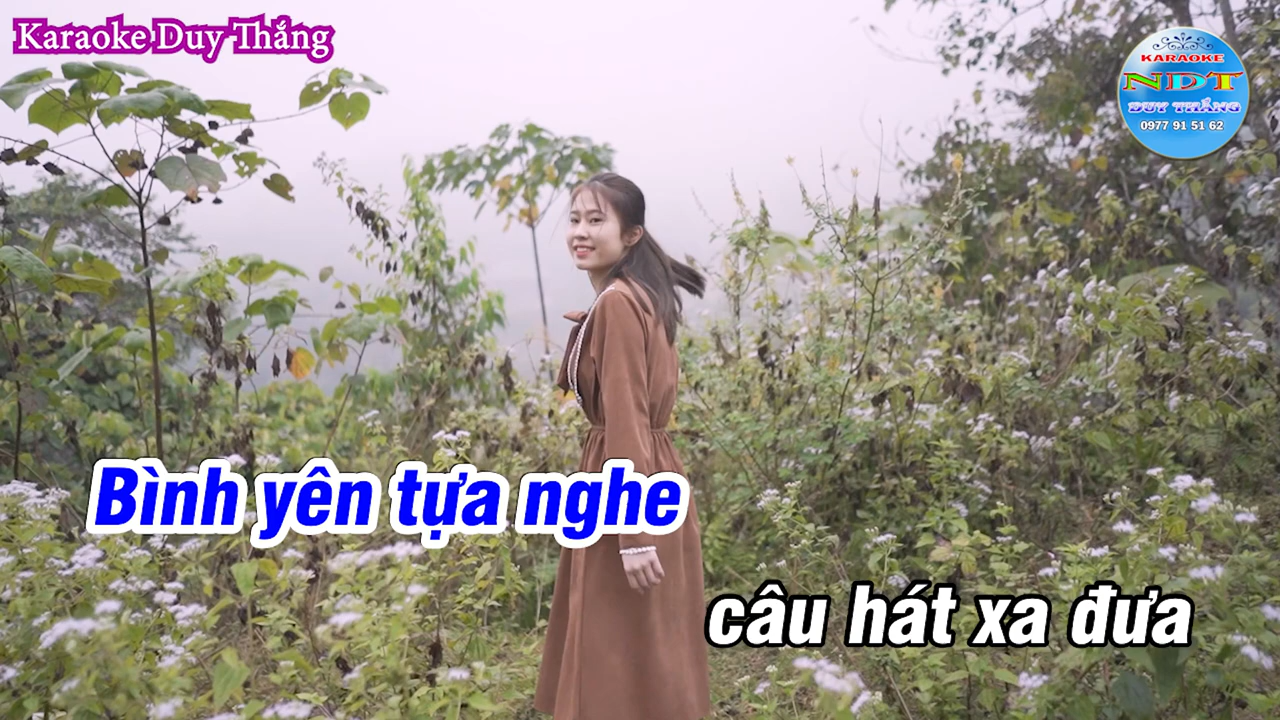 Karaoke Duy Thắng
KARAOKE
NDT
DUY THẮNG
0977 91 51 62
Bình yên tựa nghe
câu hát xa đưa